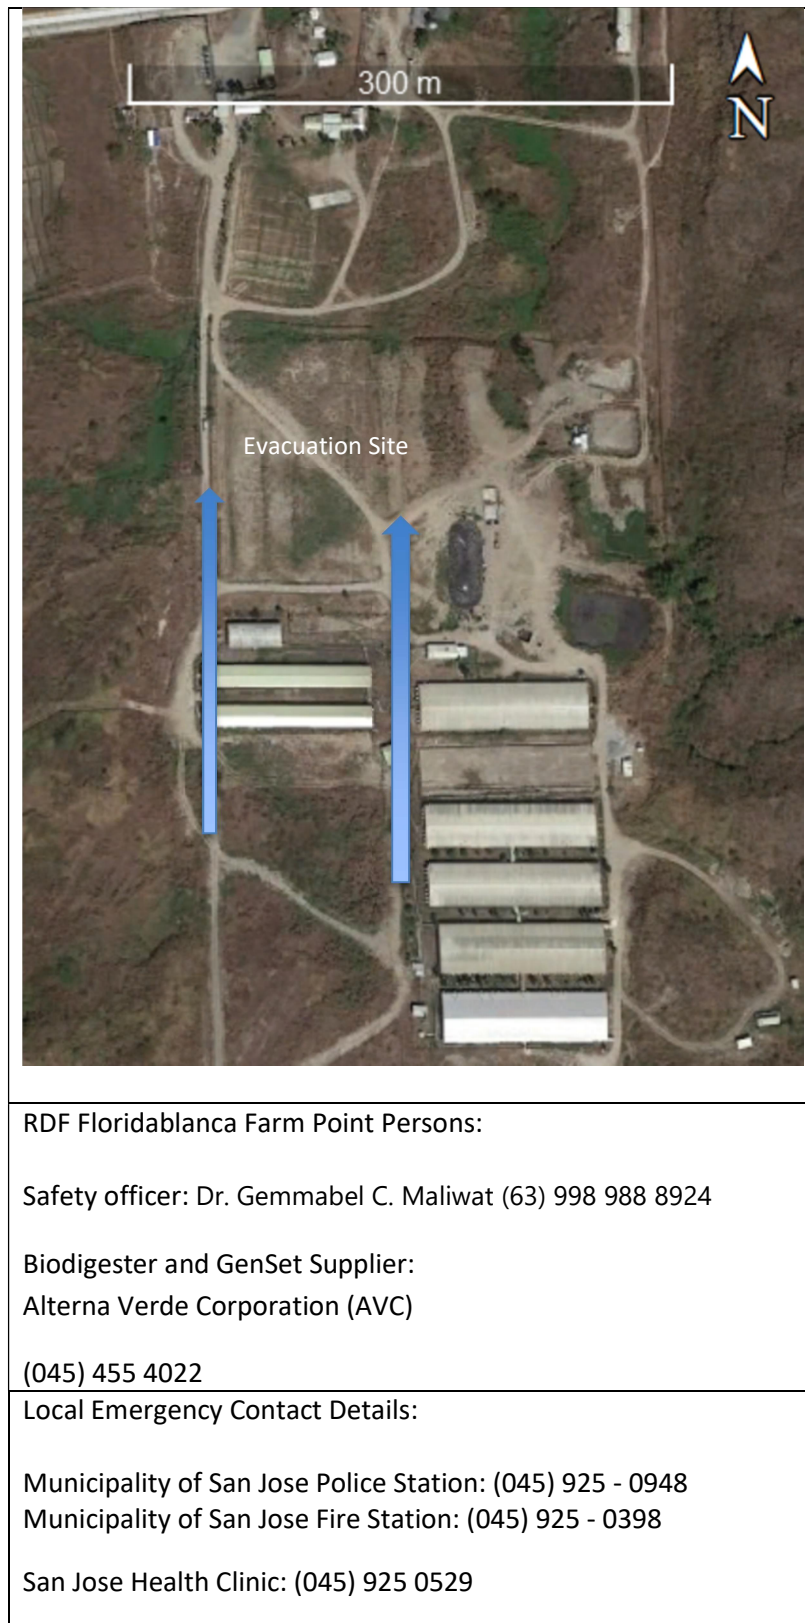 300 m
N
Evacuation Site
RDF Floridablanca Farm Point Persons:
Safety officer: Dr. Gemmabel C. Maliwat (63) 998 988 8924
Biodigester and GenSet Supplier:
Alterna Verde Corporation (AVC)
(045) 455 4022
Local Emergency Contact Details:
Municipality of San Jose Police Station: (045) 925 - 0948
Municipality of San Jose Fire Station: (045) 925 - 0398
San Jose Health Clinic: (045) 925 0529